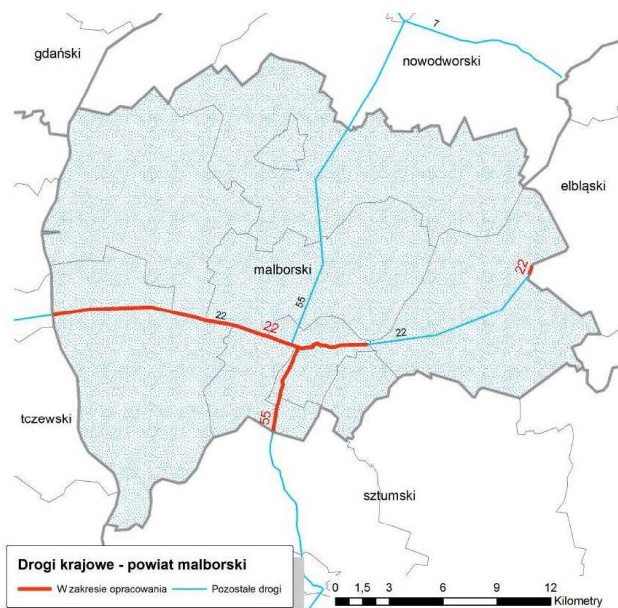 gdański
7
nowodworski
elbląski
malborski
22
55
22
22
22
55
tczewski
sztumski
Drogi krajowe - powiat malborski
W zakresie opracowania Pozostałe drogi
0 1,5 3 6 9 12
Kilometry